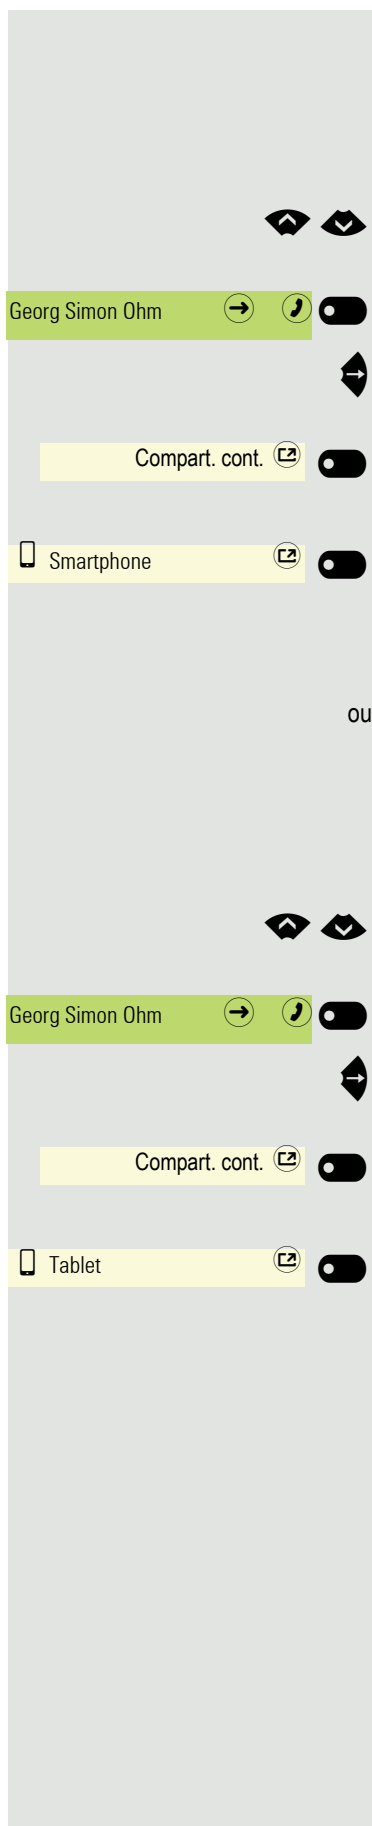 Georg Simon Ohm
Compart. cont.
Smartphone
ou
Georg Simon Ohm
Compart. cont.
Tablet